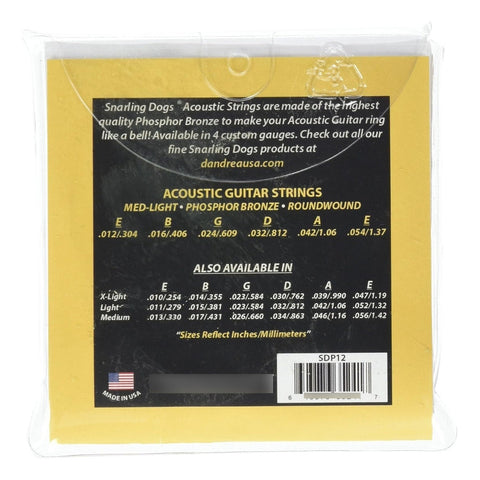 Snarling Dogs® Acoustic Strings are made of the highest
quality Phosphor Bronze to make your Acoustic Guitar ring
like a bell! Available in 4 custom gauges. Check out all our
fine Snarling Dogs products at
dandreausa.com
ACOUSTIC GUITAR STRINGS
MED-LIGHT • PHOSPHOR BRONZE • ROUNDWOUND
E B G D A E
.012/.304 .016/.406 .024/.609 .032/.812 .042/1.06 .054/1.37
ALSO AVAILABLE IN
E B G D A E
X-Light .010/.254 .014/.355 .023/.584 .030/.762 .039/.990 .047/1.19
Light .011/.279 .015/.381 .023/.584 .032/.812 .042/1.06 .052/1.32
Medium .013/.330 .017/.431 .026/.660 .034/.863 .046/1.16 .056/1.42
"Sizes Reflect Inches/Millimeters"
SDP12
MADE IN USA